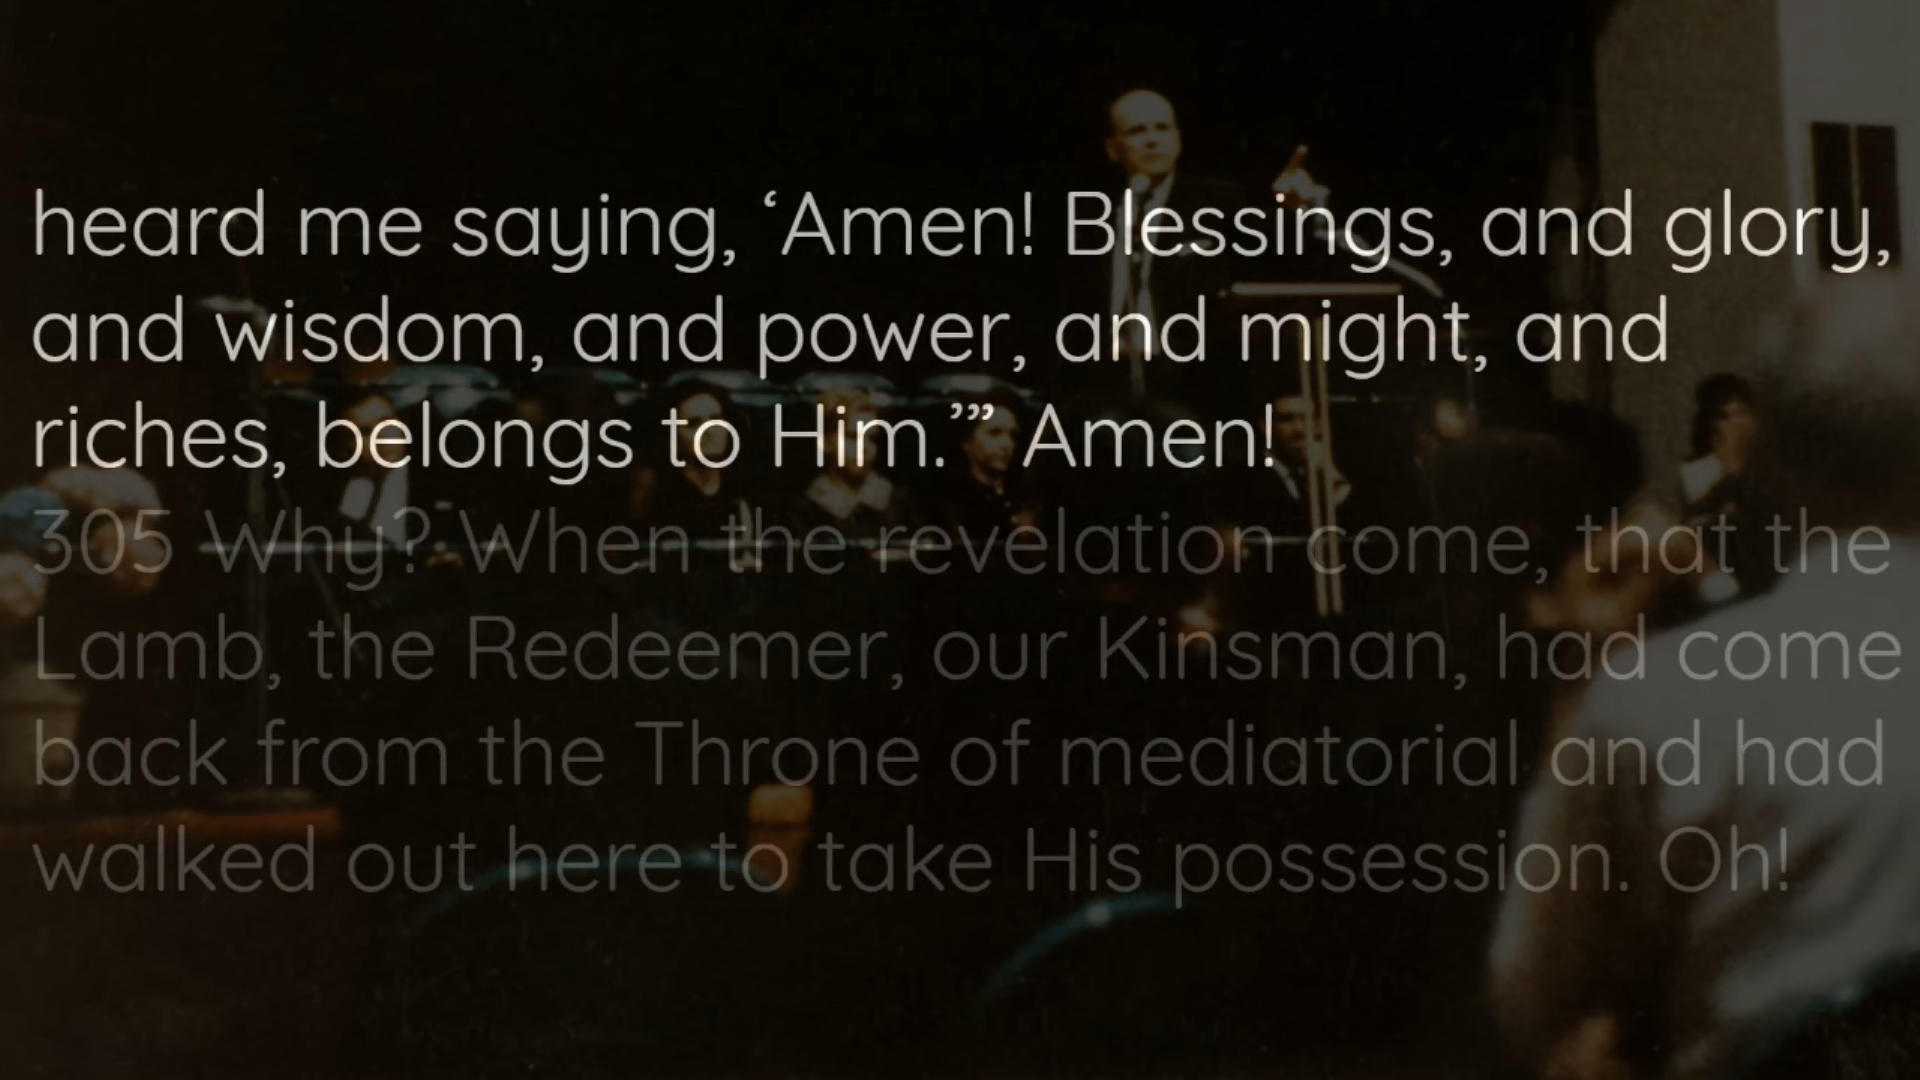 heard me saying, ‘Amen! Blessings, and glory,
and wisdom, and power, and might, and
riches, belongs to Him.’” Amen!
305 Why? When the revelation come, that the
Lamb, the Redeemer, our Kinsman, had come
back from the Throne of mediatorial and had
walked out here to take His possession. Oh!